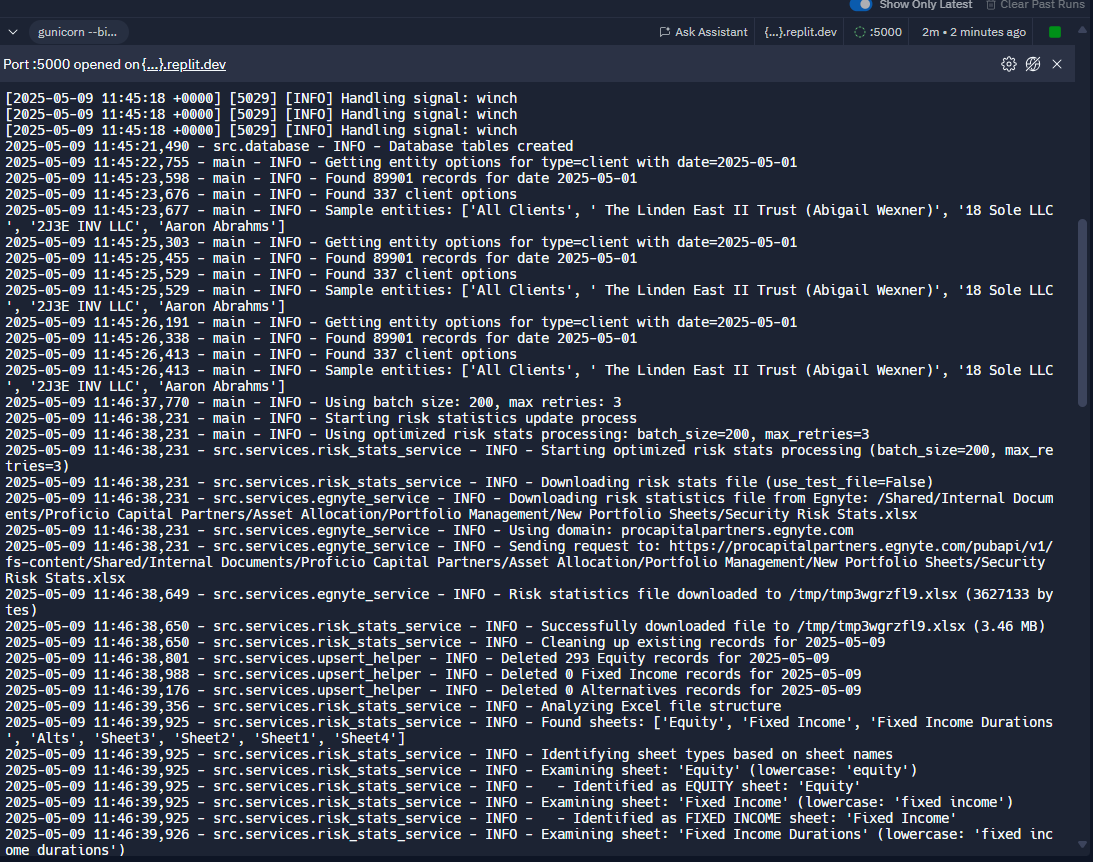 Show Only Latest
Clear Past Runs
gunicorn --bi...
Ask Assistant
{...}.replit.dev
:5000
2m • 2 minutes ago
Port :5000 opened on {...}.replit.dev
[2025-05-09 11:45:18 +0000] [5029] [INFO] Handling signal: winch
[2025-05-09 11:45:18 +0000] [5029] [INFO] Handling signal: winch
[2025-05-09 11:45:18 +0000] [5029] [INFO] Handling signal: winch
2025-05-09 11:45:21,490 - src.database - INFO - Database tables created
2025-05-09 11:45:22,755 - main - INFO - Getting entity options for type=client with date=2025-05-01
2025-05-09 11:45:23,598 - main - INFO - Found 89901 records for date 2025-05-01
2025-05-09 11:45:23,676 - main - INFO - Found 337 client options
2025-05-09 11:45:23,677 - main - INFO - Sample entities: ['All Clients', ' The Linden East II Trust (Abigail Wexner)', '18 Sole LLC
', '2J3E INV LLC', 'Aaron Abrahms']
2025-05-09 11:45:25,303 - main - INFO - Getting entity options for type=client with date=2025-05-01
2025-05-09 11:45:25,455 - main - INFO - Found 89901 records for date 2025-05-01
2025-05-09 11:45:25,529 - main - INFO - Found 337 client options
2025-05-09 11:45:25,529 - main - INFO - Sample entities: ['All Clients', ' The Linden East II Trust (Abigail Wexner)', '18 Sole LLC
', '2J3E INV LLC', 'Aaron Abrahms']
2025-05-09 11:45:26,191 - main - INFO - Getting entity options for type=client with date=2025-05-01
2025-05-09 11:45:26,338 - main - INFO - Found 89901 records for date 2025-05-01
2025-05-09 11:45:26,413 - main - INFO - Found 337 client options
2025-05-09 11:45:26,413 - main - INFO - Sample entities: ['All Clients', ' The Linden East II Trust (Abigail Wexner)', '18 Sole LLC
', '2J3E INV LLC', 'Aaron Abrahms']
2025-05-09 11:46:37,770 - main - INFO - Using batch size: 200, max retries: 3
2025-05-09 11:46:38,231 - main - INFO - Starting risk statistics update process
2025-05-09 11:46:38,231 - main - INFO - Using optimized risk stats processing: batch_size=200, max_retries=3
2025-05-09 11:46:38,231 - src.services.risk_stats_service - INFO - Starting optimized risk stats processing (batch_size=200, max_re
tries=3)
2025-05-09 11:46:38,231 - src.services.risk_stats_service - INFO - Downloading risk stats file (use_test_file=False)
2025-05-09 11:46:38,231 - src.services.egnyte_service - INFO - Downloading risk statistics file from Egnyte: /Shared/Internal Docum
ents/Proficio Capital Partners/Asset Allocation/Portfolio Management/New Portfolio Sheets/Security Risk Stats.xlsx
2025-05-09 11:46:38,231 - src.services.egnyte_service - INFO - Using domain: procapitalpartners.egnyte.com
2025-05-09 11:46:38,231 - src.services.egnyte_service - INFO - Sending request to: https://procapitalpartners.egnyte.com/pubapi/v1/
fs-content/Shared/Internal Documents/Proficio Capital Partners/Asset Allocation/Portfolio Management/New Portfolio Sheets/Security
Risk Stats.xlsx
2025-05-09 11:46:38,649 - src.services.egnyte_service - INFO - Risk statistics file downloaded to /tmp/tmp3wgrzfl9.xlsx (3627133 by
tes)
2025-05-09 11:46:38,650 - src.services.risk_stats_service - INFO - Successfully downloaded file to /tmp/tmp3wgrzfl9.xlsx (3.46 MB)
2025-05-09 11:46:38,650 - src.services.risk_stats_service - INFO - Cleaning up existing records for 2025-05-09
2025-05-09 11:46:38,801 - src.services.upsert_helper - INFO - Deleted 293 Equity records for 2025-05-09
2025-05-09 11:46:38,988 - src.services.upsert_helper - INFO - Deleted 0 Fixed Income records for 2025-05-09
2025-05-09 11:46:39,176 - src.services.upsert_helper - INFO - Deleted 0 Alternatives records for 2025-05-09
2025-05-09 11:46:39,356 - src.services.risk_stats_service - INFO - Analyzing Excel file structure
2025-05-09 11:46:39,925 - src.services.risk_stats_service - INFO - Found sheets: ['Equity', 'Fixed Income', 'Fixed Income Durations
', 'Alts', 'Sheet3', 'Sheet2', 'Sheet1', 'Sheet4']
2025-05-09 11:46:39,925 - src.services.risk_stats_service - INFO - Identifying sheet types based on sheet names
2025-05-09 11:46:39,925 - src.services.risk_stats_service - INFO - Examining sheet: 'Equity' (lowercase: 'equity')
2025-05-09 11:46:39,925 - src.services.risk_stats_service - INFO -   - Identified as EQUITY sheet: 'Equity'
2025-05-09 11:46:39,925 - src.services.risk_stats_service - INFO - Examining sheet: 'Fixed Income' (lowercase: 'fixed income')
2025-05-09 11:46:39,925 - src.services.risk_stats_service - INFO -   - Identified as FIXED INCOME sheet: 'Fixed Income'
2025-05-09 11:46:39,926 - src.services.risk_stats_service - INFO - Examining sheet: 'Fixed Income Durations' (lowercase: 'fixed inc
ome durations')